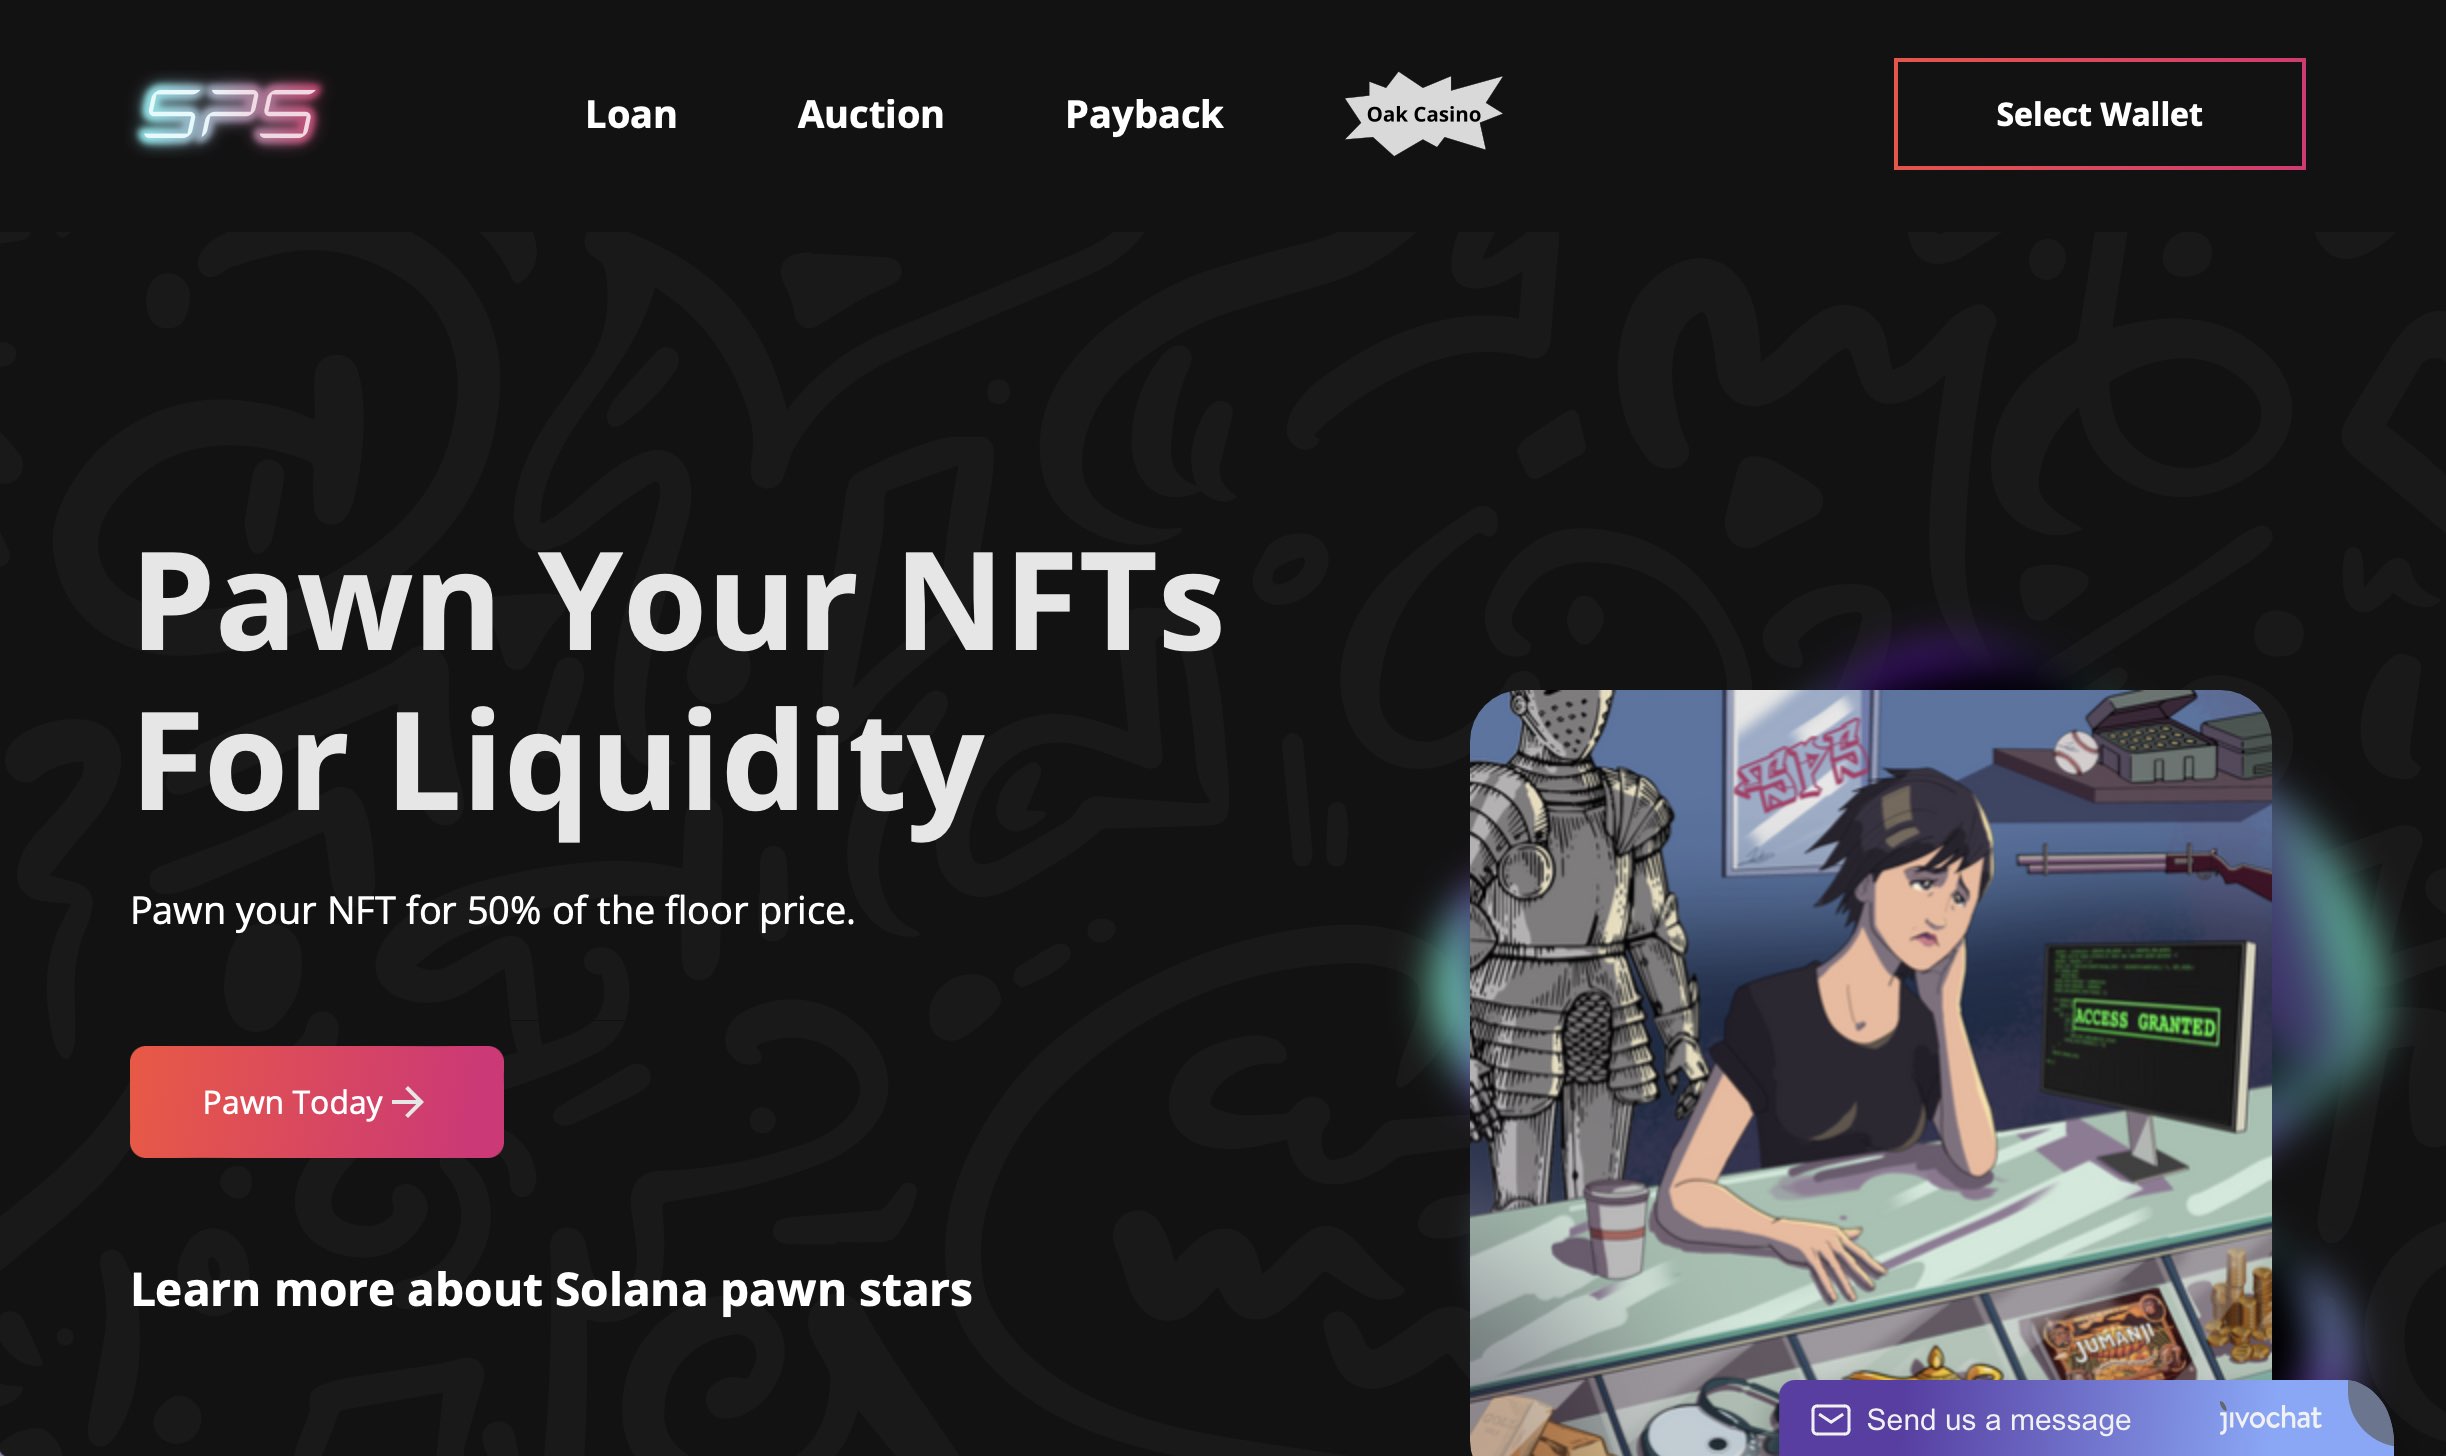 SPS
Loan
Auction
Payback
Oak Casino
Select Wallet
Pawn Your NFTs
For Liquidity
Pawn your NFT for 50% of the floor price.
Pawn Today
Learn more about Solana pawn stars
SPS
ACCESS GRANTED
JUMANJI
Send us a message
jivochat